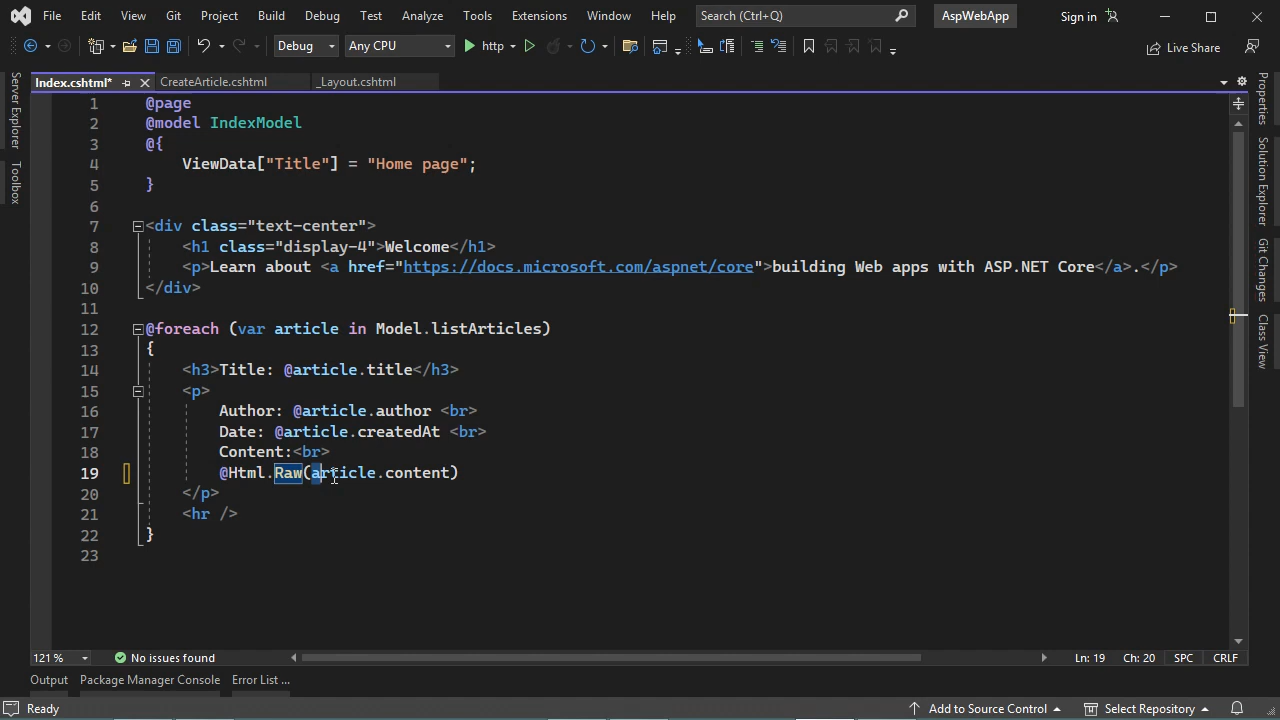 File Edit View Git Project Build Debug Test Analyze Tools Extensions Window Help Search (Ctrl+Q) AspWebApp Sign in
Debug Any CPU http Live Share
Index.cshtml* CreateArticle.cshtml _Layout.cshtml
Server Explorer
Toolbox
1 @page
2 @model IndexModel
3 @{
4 ViewData["Title"] = "Home page";
5 }
6
7 <div class="text-center">
8 <h1 class="display-4">Welcome</h1>
9 <p>Learn about <a href="https://docs.microsoft.com/aspnet/core">building Web apps with ASP.NET Core</a>.</p>
10 </div>
11
12 @foreach (var article in Model.listArticles)
13 {
14 <h3>Title: @article.title</h3>
15 <p>
16 Author: @article.author <br>
17 Date: @article.createdAt <br>
18 Content:<br>
19 @Html.Raw(article.content)
20 </p>
21 <hr />
22 }
23
Properties
Solution Explorer
Git Changes
Class View
121 % No issues found Ln: 19 Ch: 20 SPC CRLF
Output Package Manager Console Error List ...
Ready Add to Source Control Select Repository